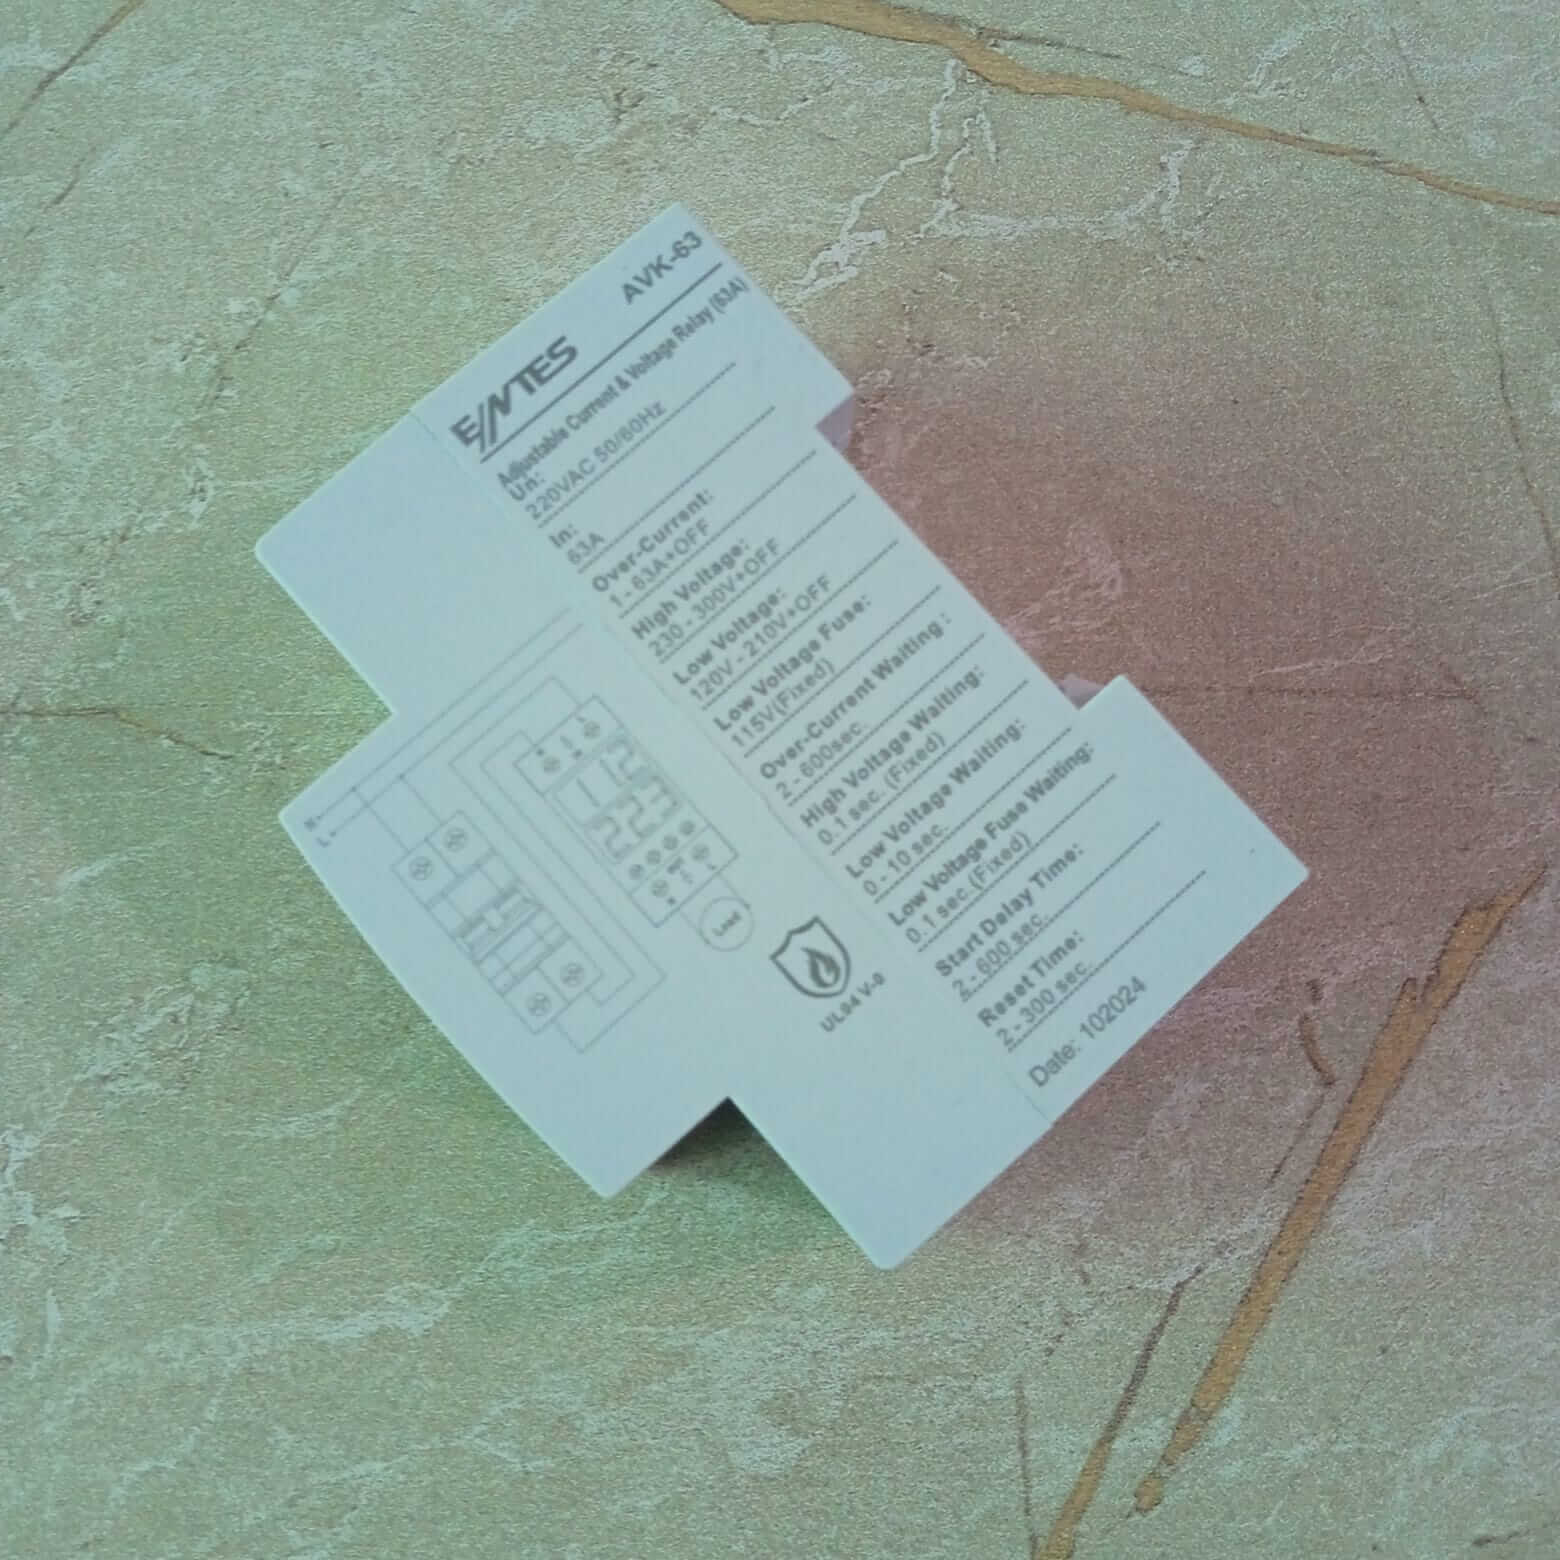 ENTES AVK-63
Adjustable Current & Voltage Relay (63A)
Un:
220VAC 50/60Hz
In:
63A
Over-Current:
1 - 63A+OFF
High Voltage:
230 - 300V+OFF
Low Voltage:
120V - 210V+OFF
Low Voltage Fuse:
115V(Fixed)
Over-Current Waiting :
2 - 600sec.
High Voltage Waiting:
0.1 sec. (Fixed)
Low Voltage Waiting:
0 - 10 sec.
Low Voltage Fuse Waiting:
0.1 sec.(Fixed)
Start Delay Time:
2 - 600 sec.
Reset Time:
2 - 300 sec
Date: 102024
N
L
Load
UL94 V-0